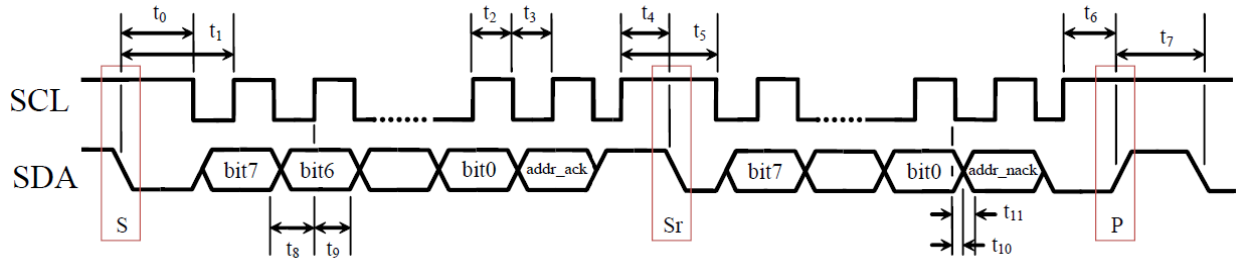 t0 t1 t2 t3 t4 t5 t6 t7
SCL
SDA bit7 bit6 bit0 addr_ack bit7 bit0 addr_nack
S t8 t9 Sr t11 t10 P